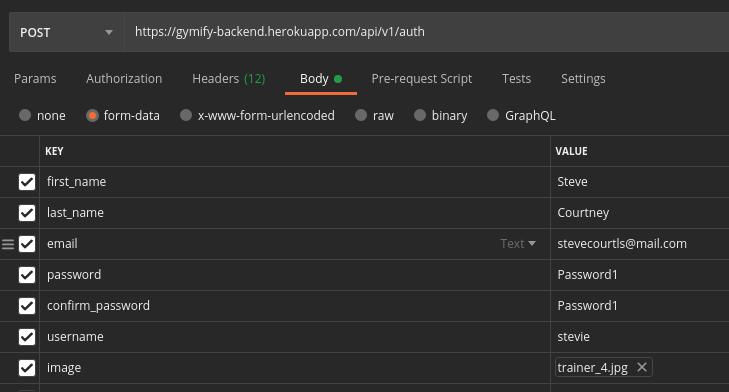 POST https://gymify-backend.herokuapp.com/api/v1/auth
Params Authorization Headers (12) Body Pre-request Script Tests Settings
none form-data x-www-form-urlencoded raw binary GraphQL
KEY VALUE
first_name Steve
last_name Courtney
email Text stevecourtls@mail.com
password Password1
confirm_password Password1
username stevie
image trainer_4.jpg